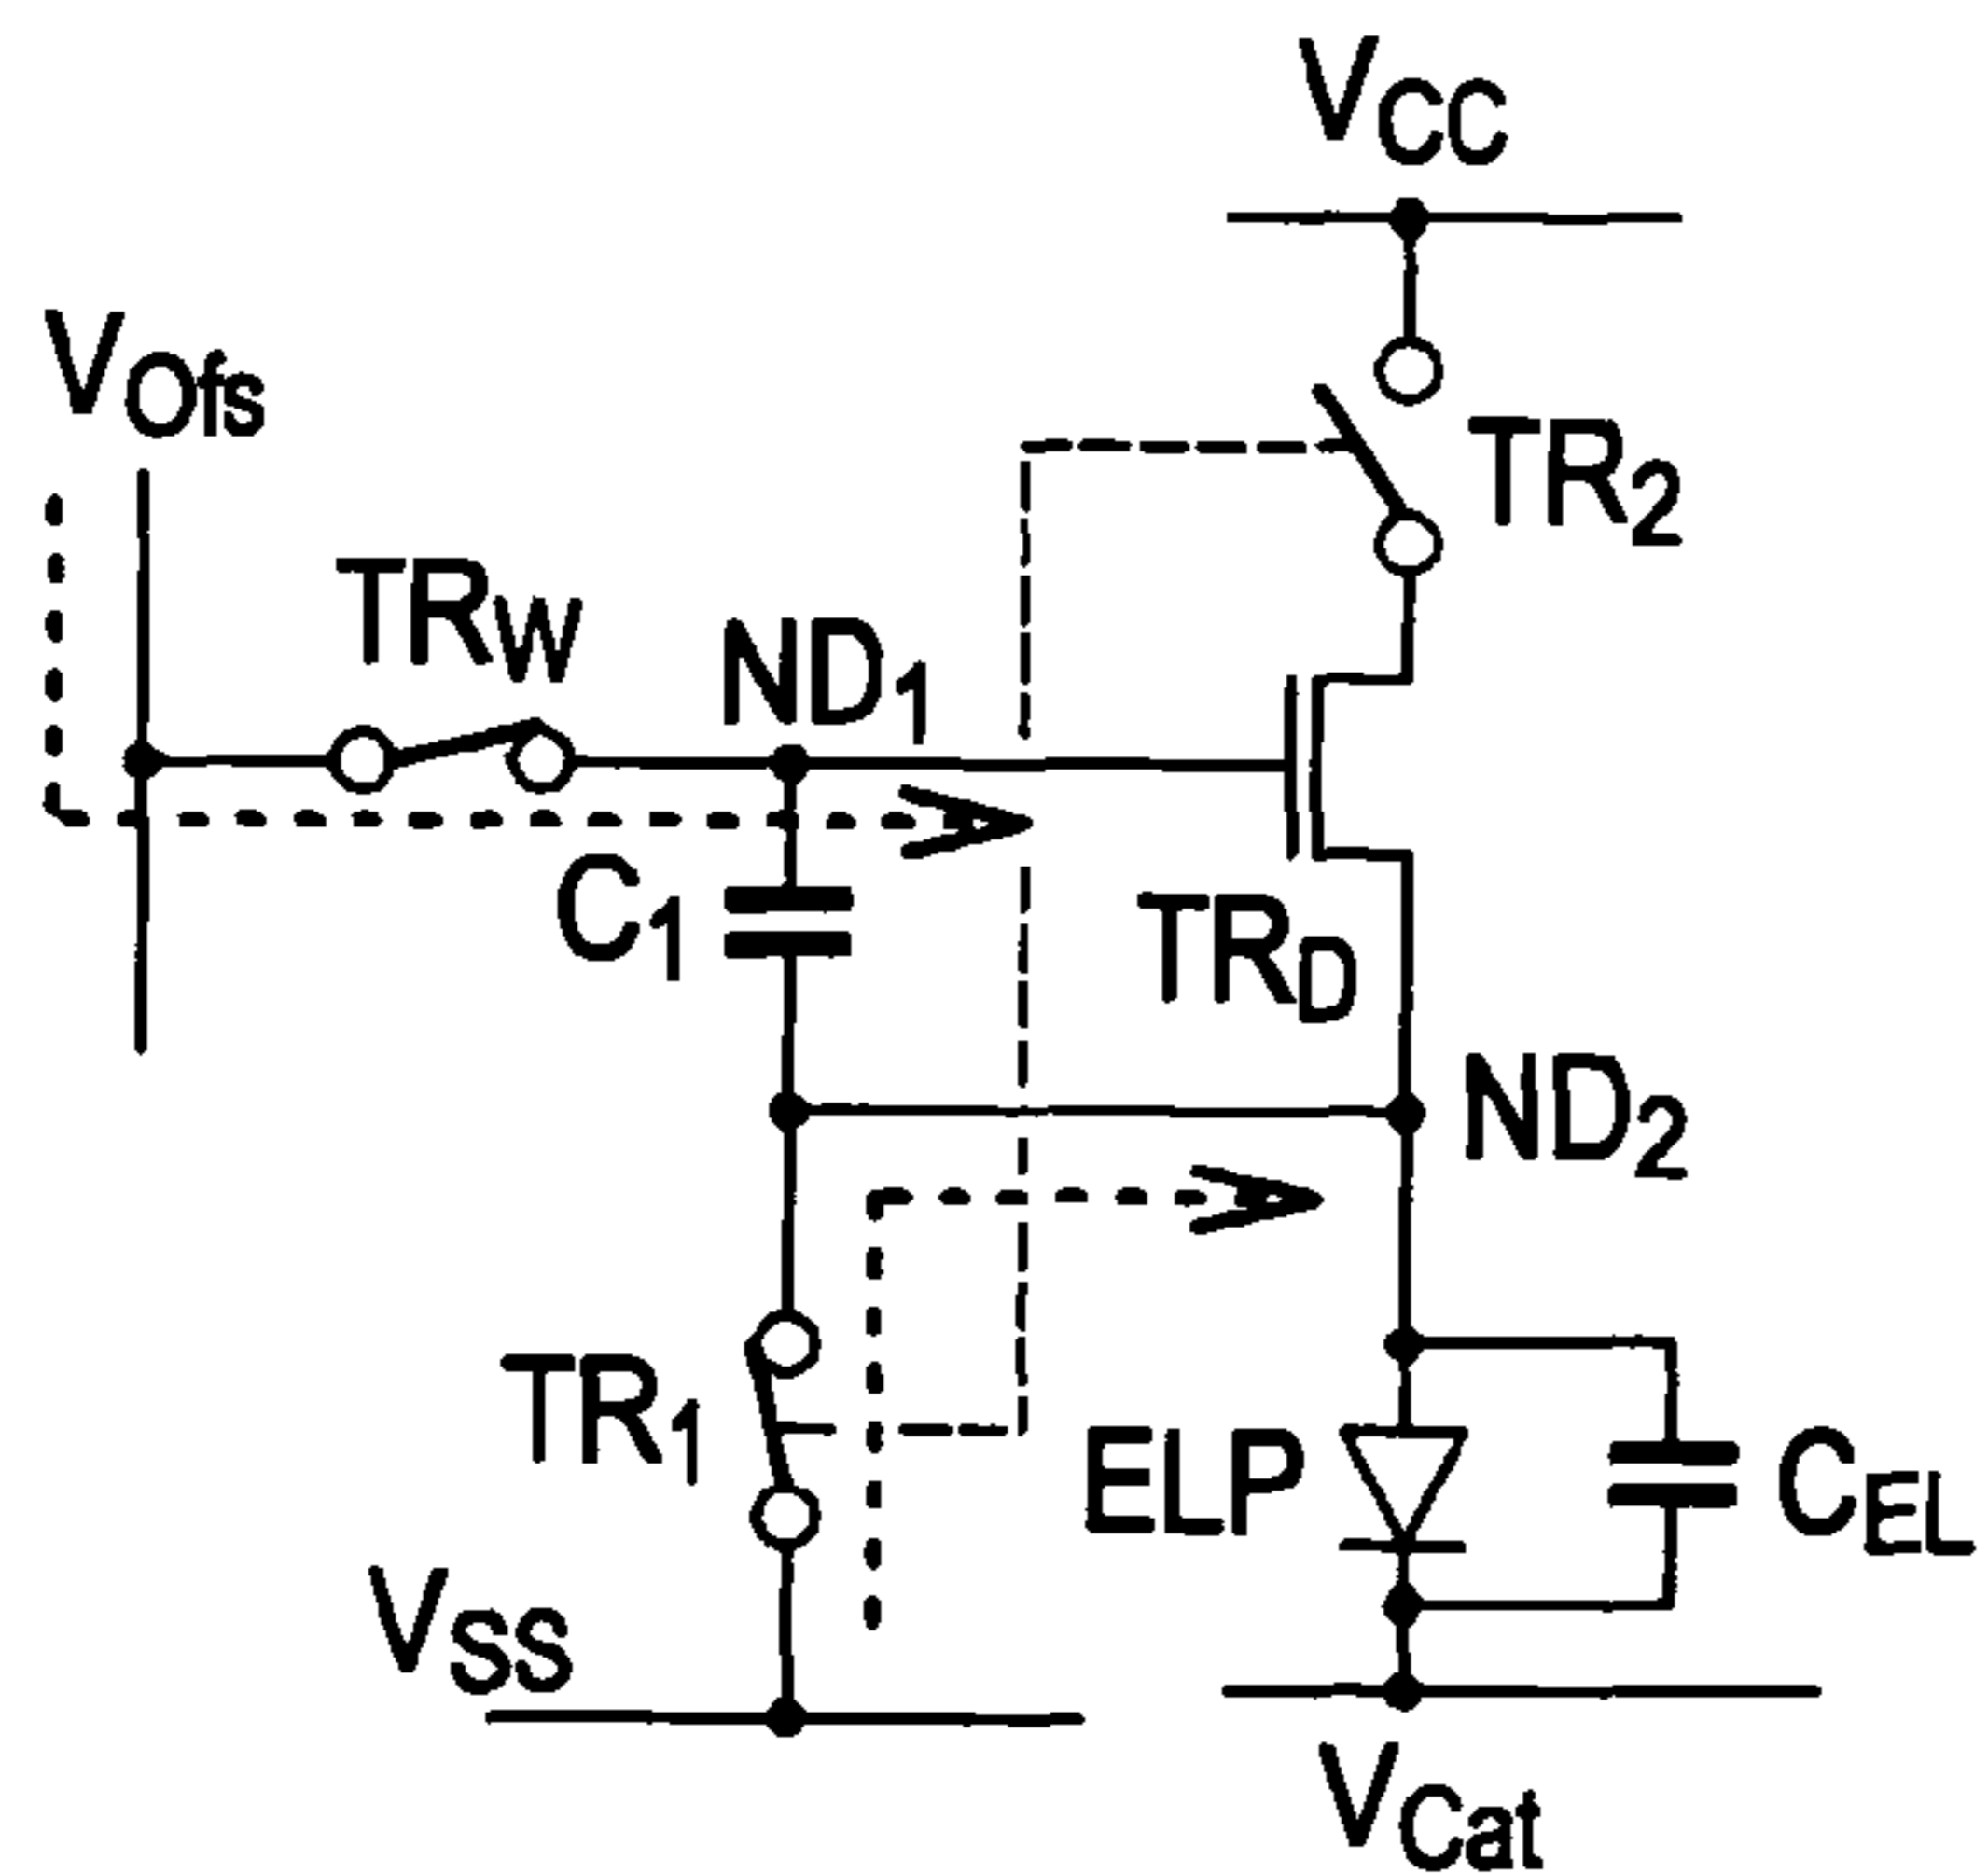 VCC
VOfs
TR2
TRW
ND1
C1
TRD
ND2
TR1
ELP
CEL
VSS
VCat